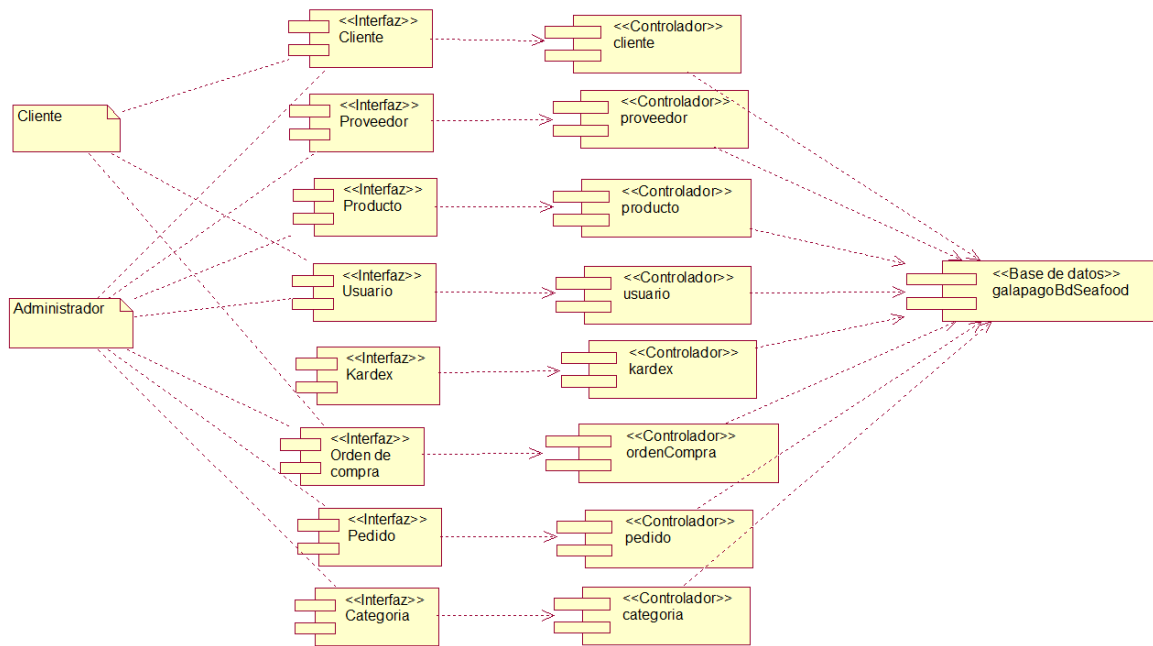 <<Interfaz>>
Cliente
<<Controlador>>
cliente
Cliente
<<Interfaz>>
Proveedor
<<Controlador>>
proveedor
<<Interfaz>>
Producto
<<Controlador>>
producto
Administrador
<<Interfaz>>
Usuario
<<Controlador>>
usuario
<<Base de datos>>
galapagoBdSeafood
<<Interfaz>>
Kardex
<<Controlador>>
kardex
<<Interfaz>>
Orden de
compra
<<Controlador>>
ordenCompra
<<Interfaz>>
Pedido
<<Controlador>>
pedido
<<Interfaz>>
Categoria
<<Controlador>>
categoria